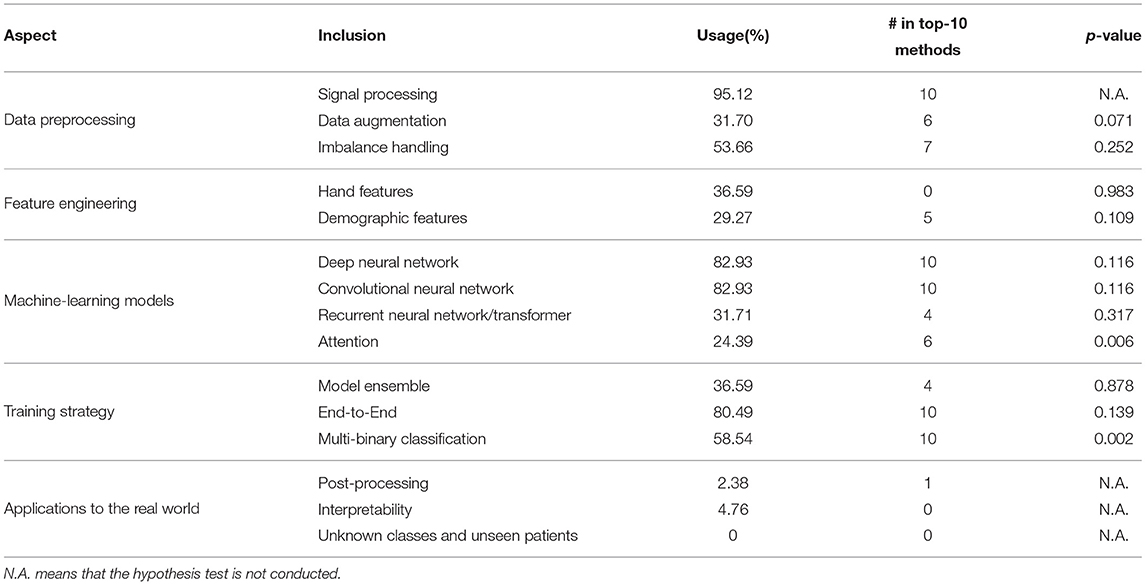 Aspect Inclusion Usage(%) # in top-10 methods p-value
Data preprocessing Signal processing 95.12 10 N.A.
Data augmentation 31.70 6 0.071
Imbalance handling 53.66 7 0.252
Feature engineering Hand features 36.59 0 0.983
Demographic features 29.27 5 0.109
Machine-learning models Deep neural network 82.93 10 0.116
Convolutional neural network 82.93 10 0.116
Recurrent neural network/transformer 31.71 4 0.317
Attention 24.39 6 0.006
Training strategy Model ensemble 36.59 4 0.878
End-to-End 80.49 10 0.139
Multi-binary classification 58.54 10 0.002
Applications to the real world Post-processing 2.38 1 N.A.
Interpretability 4.76 0 N.A.
Unknown classes and unseen patients 0 0 N.A.
N.A. means that the hypothesis test is not conducted.